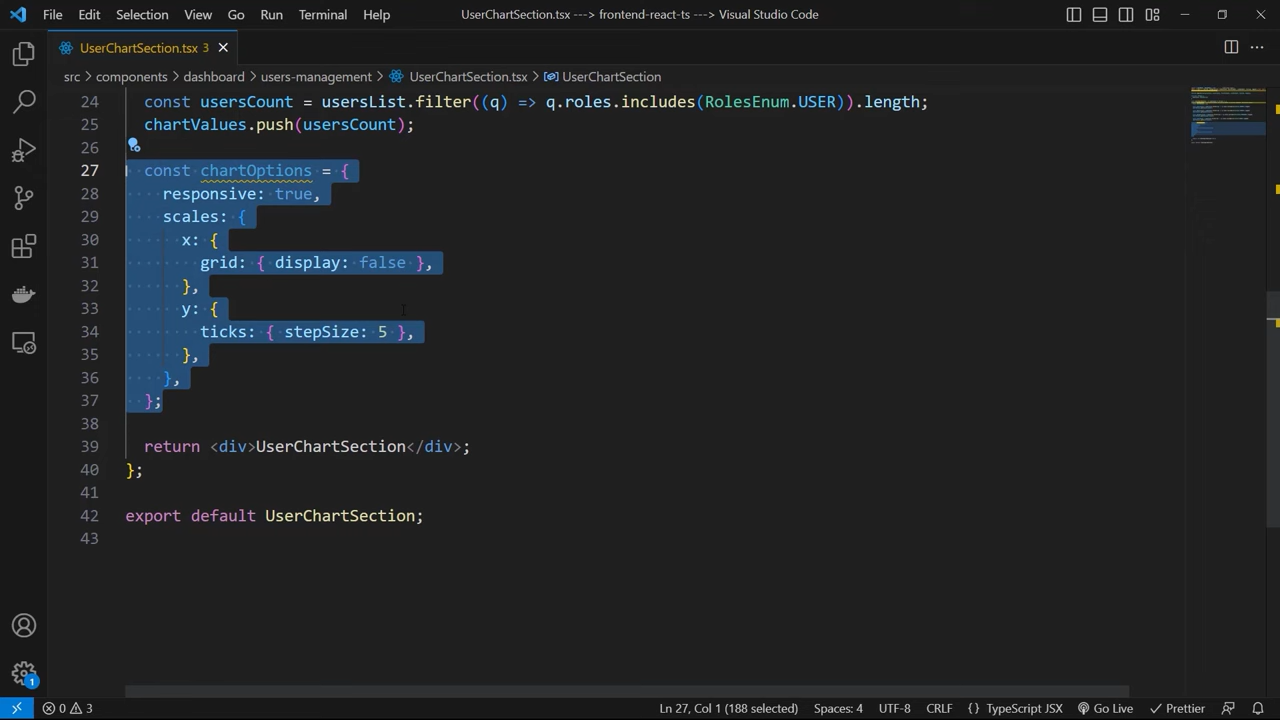 File Edit Selection View Go Run Terminal Help UserChartSection.tsx ---> frontend-react-ts - Visual Studio Code
UserChartSection.tsx 3
src > components > dashboard > users-management > UserChartSection.tsx > UserChartSection
24 const usersCount = usersList.filter((q) => q.roles.includes(RolesEnum.USER)).length;
25 chartValues.push(usersCount);
26
27 const chartOptions = {
28 responsive: true,
29 scales: {
30 x: {
31 grid: { display: false },
32 },
33 y: {
34 ticks: { stepSize: 5 },
35 },
36 },
37 };
38
39 return <div>UserChartSection</div>;
40 };
41
42 export default UserChartSection;
43
1
0 3 Ln 27, Col 1 (188 selected) Spaces: 4 UTF-8 CRLF {} TypeScript JSX Go Live Prettier